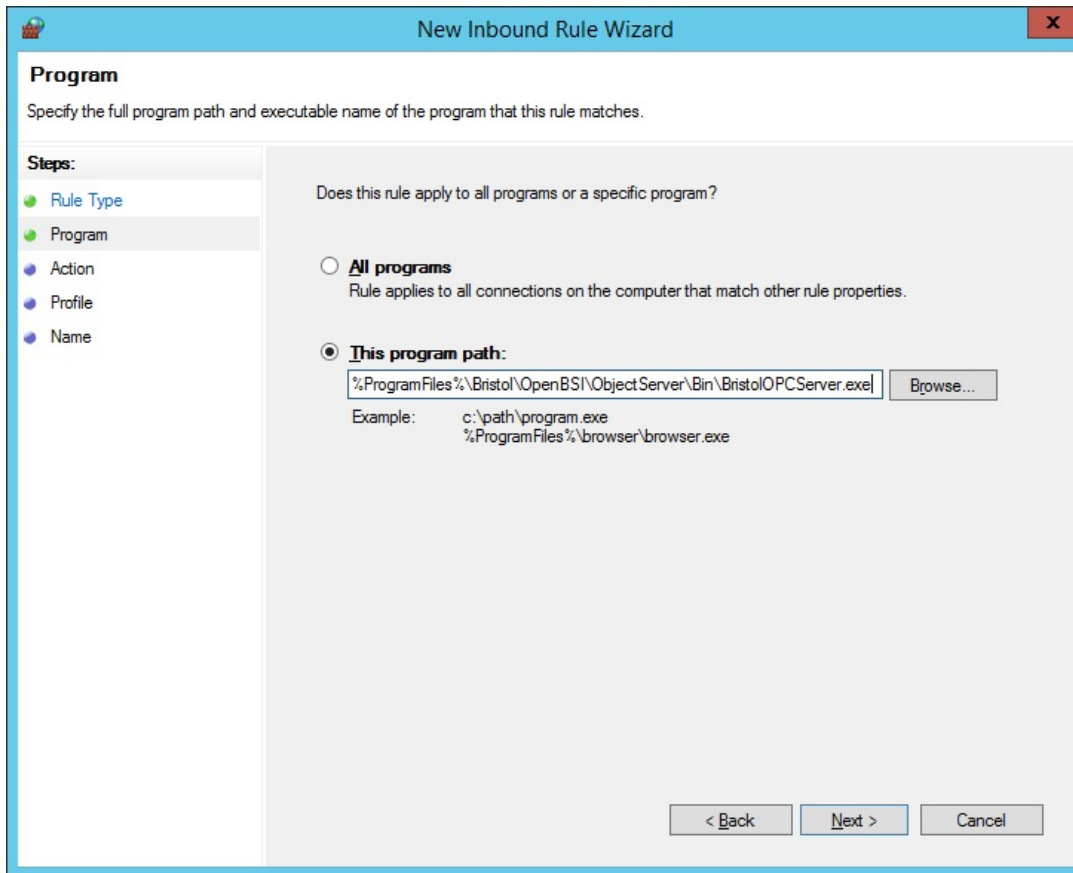 New Inbound Rule Wizard
x
Program
Specify the full program path and executable name of the program that this rule matches.
Steps:
Rule Type
Program
Action
Profile
Name
Does this rule apply to all programs or a specific program?
All programs
Rule applies to all connections on the computer that match other rule properties.
This program path:
%ProgramFiles%\Bristol\OpenBSI\ObjectServer\Bin\BristolOPCServer.exe
Browse...
Example: c:\path\program.exe
%ProgramFiles%\browser\browser.exe
< Back Next > Cancel